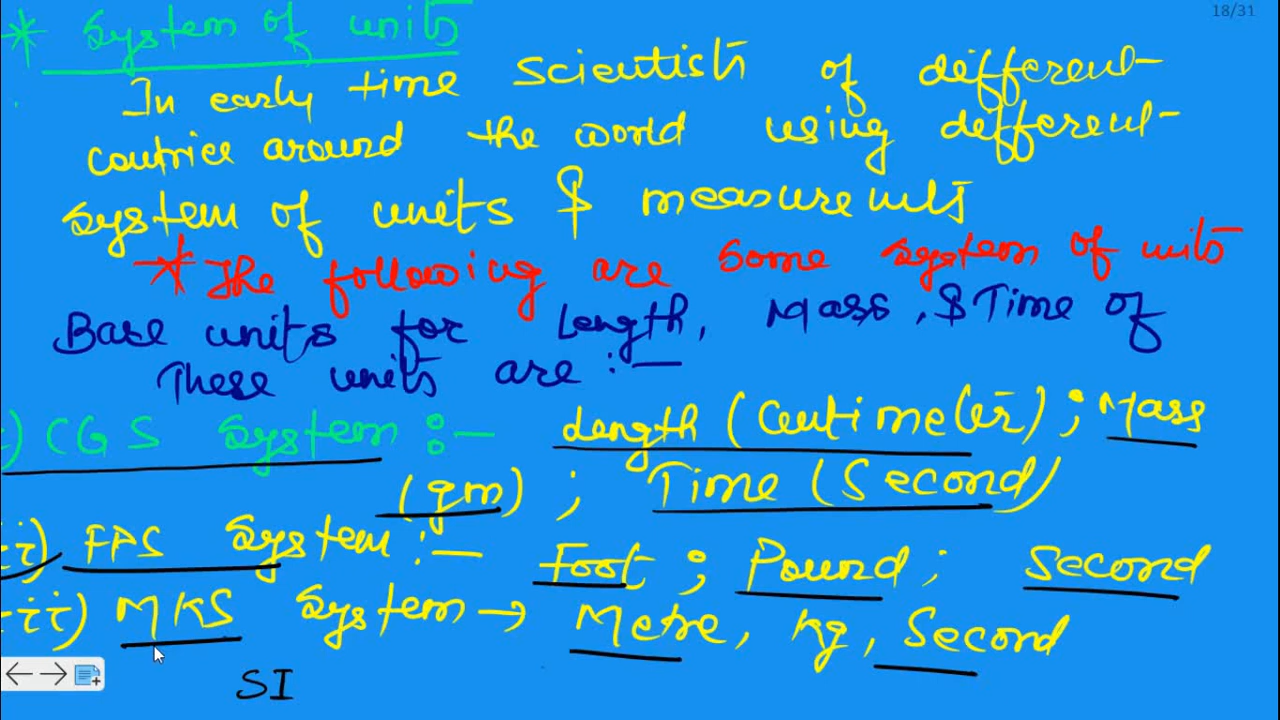 18/31
* System of units
In early time scientists of different
coutrice around the world using different
system of units & measurements
* The following are some system of units
Base units for length, Mass, & Time of
These units are :-
i) CGS System :- Length (Centimeter) ; Mass
(gm) ; Time (Second)
ii) FPS System :- Foot ; Pound ; Second
iii) MKS System → Metre, kg, Second
SI